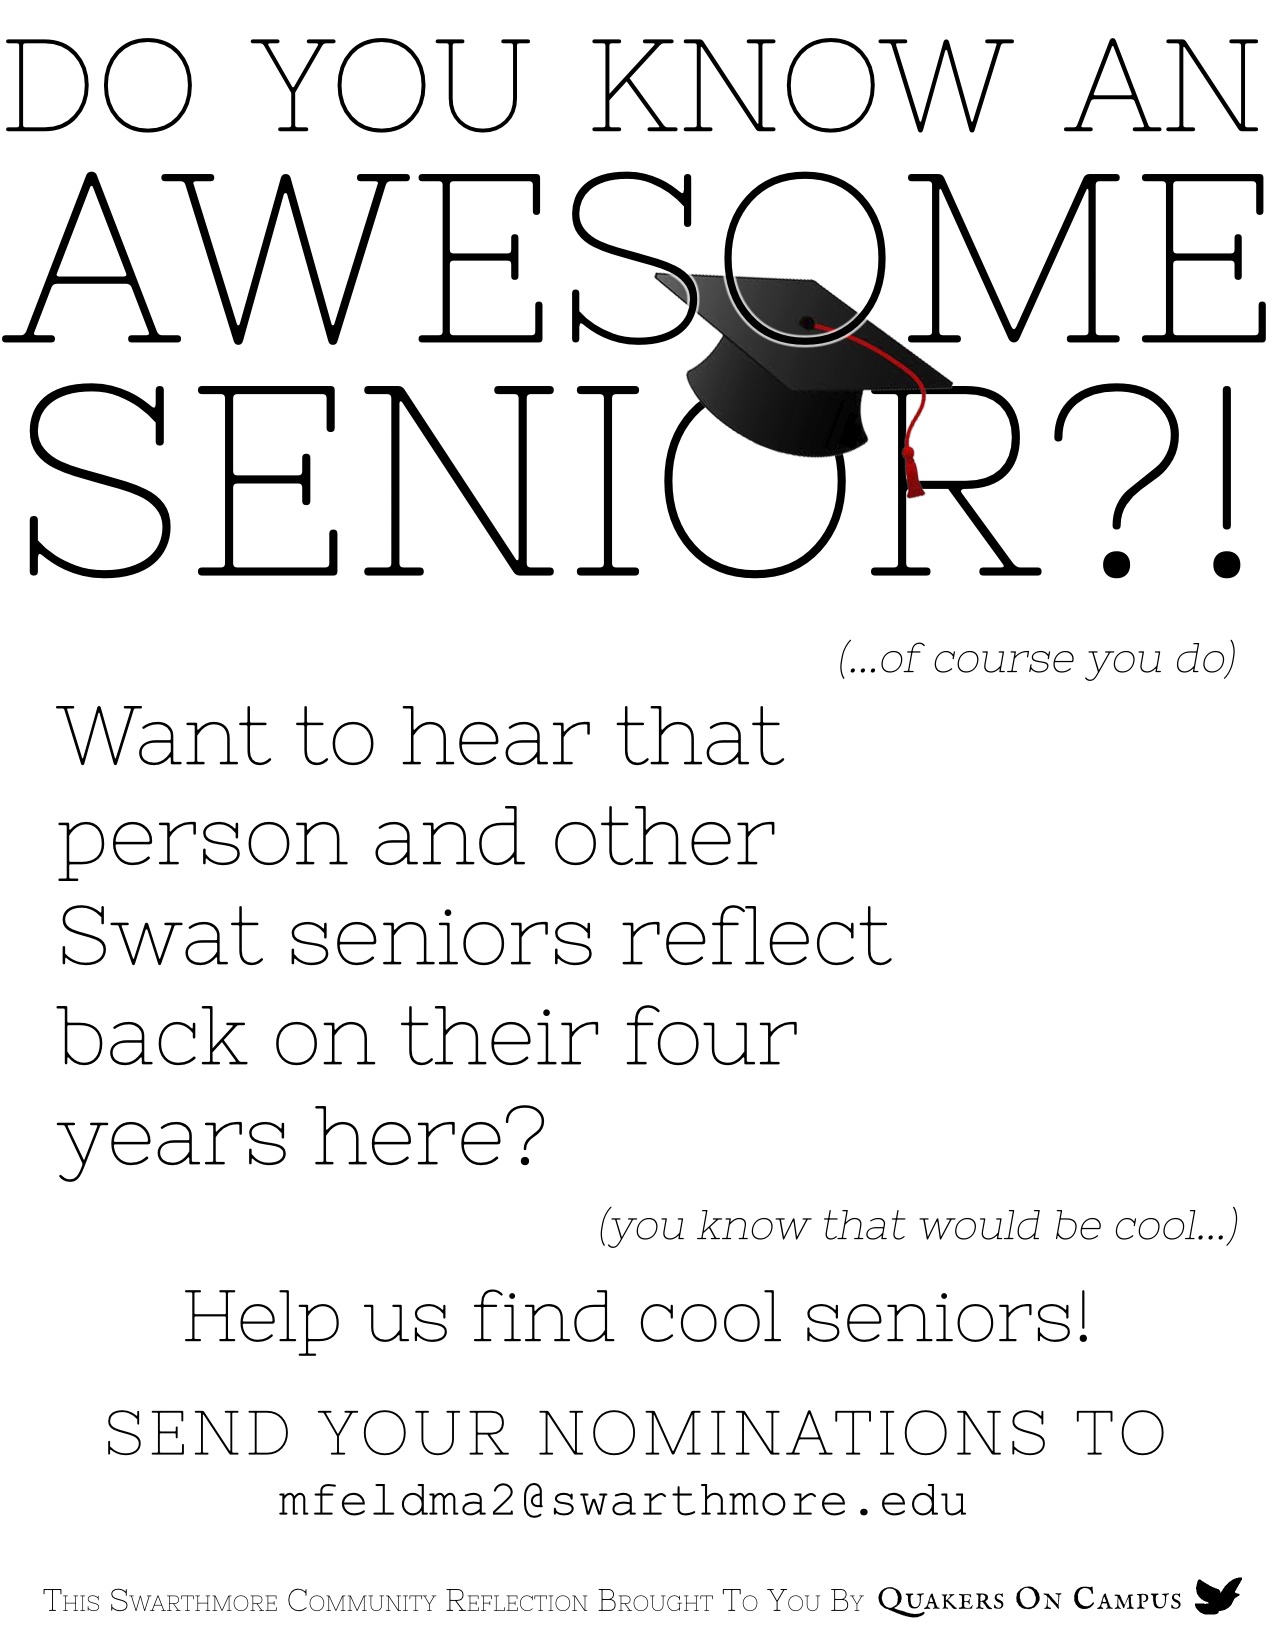 DO YOU KNOW AN
AWESOME
SENIOR?!
(...of course you do)
Want to hear that
person and other
Swat seniors reflect
back on their four
years here?
(you know that would be cool...)
Help us find cool seniors!
SEND YOUR NOMINATIONS TO
mfeldma2@swarthmore.edu
This Swarthmore Community Reflection Brought To You By Quakers On Campus